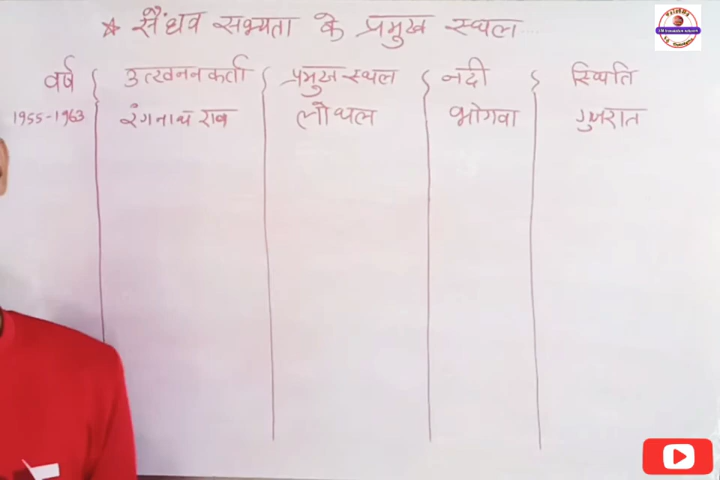 ★ सैंधव सभ्यता के प्रमुख स्थल
वर्ष { उत्खननकर्ता { प्रमुख स्थल { नदी { स्थिति
1955-1963 रंगनाथ राव लोथल भोगवा गुजरात